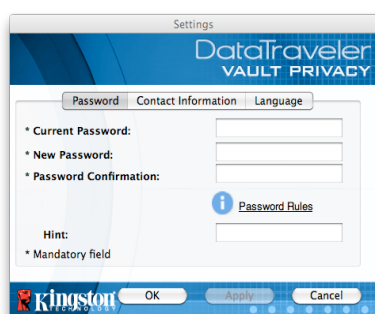 Settings
DataTraveler
VAULT PRIVACY
Password Contact Information Language
* Current Password:
* New Password:
* Password Confirmation:
i Password Rules
Hint:
* Mandatory field
Kingston OK Apply Cancel
TECHNOLOGY